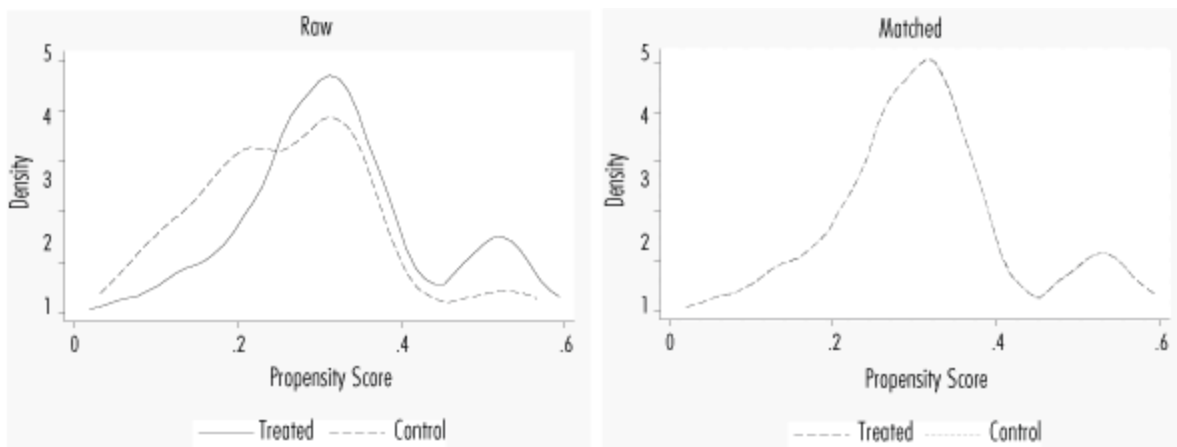 Raw
5
4
3
2
1
Density
0 .2 .4 .6
Propensity Score
Treated Control
Matched
5
4
3
2
1
Density
0 .2 .4 .6
Propensity Score
Treated Control